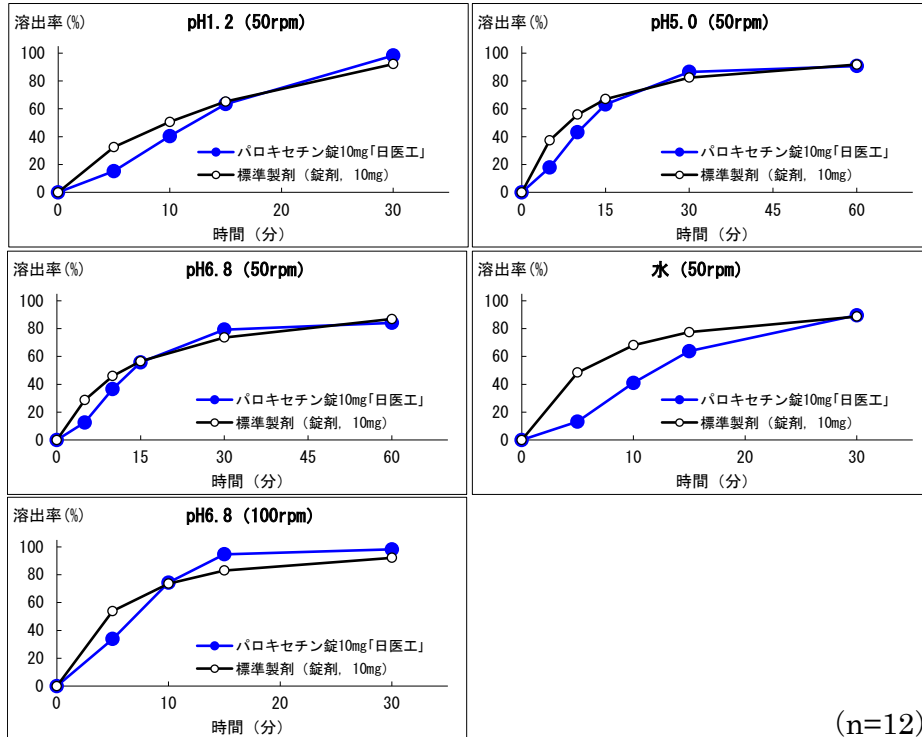 溶出率(%)
pH1.2 (50rpm)
100
80
60
40
20
0
パロキセチン錠10mg「日医工」
標準製剤（錠剤, 10mg）
0
10
20
30
時間（分）
溶出率(%)
pH5.0 (50rpm)
100
80
60
40
20
0
パロキセチン錠10mg「日医工」
標準製剤（錠剤, 10mg）
0
15
30
45
60
時間（分）
溶出率(%)
pH6.8 (50rpm)
100
80
60
40
20
0
パロキセチン錠10mg「日医工」
標準製剤（錠剤, 10mg）
0
15
30
45
60
時間（分）
溶出率(%)
水 (50rpm)
100
80
60
40
20
0
パロキセチン錠10mg「日医工」
標準製剤（錠剤, 10mg）
0
10
20
30
時間（分）
溶出率(%)
pH6.8 (100rpm)
100
80
60
40
20
0
パロキセチン錠10mg「日医工」
標準製剤（錠剤, 10mg）
0
10
20
30
時間（分）
(n=12)